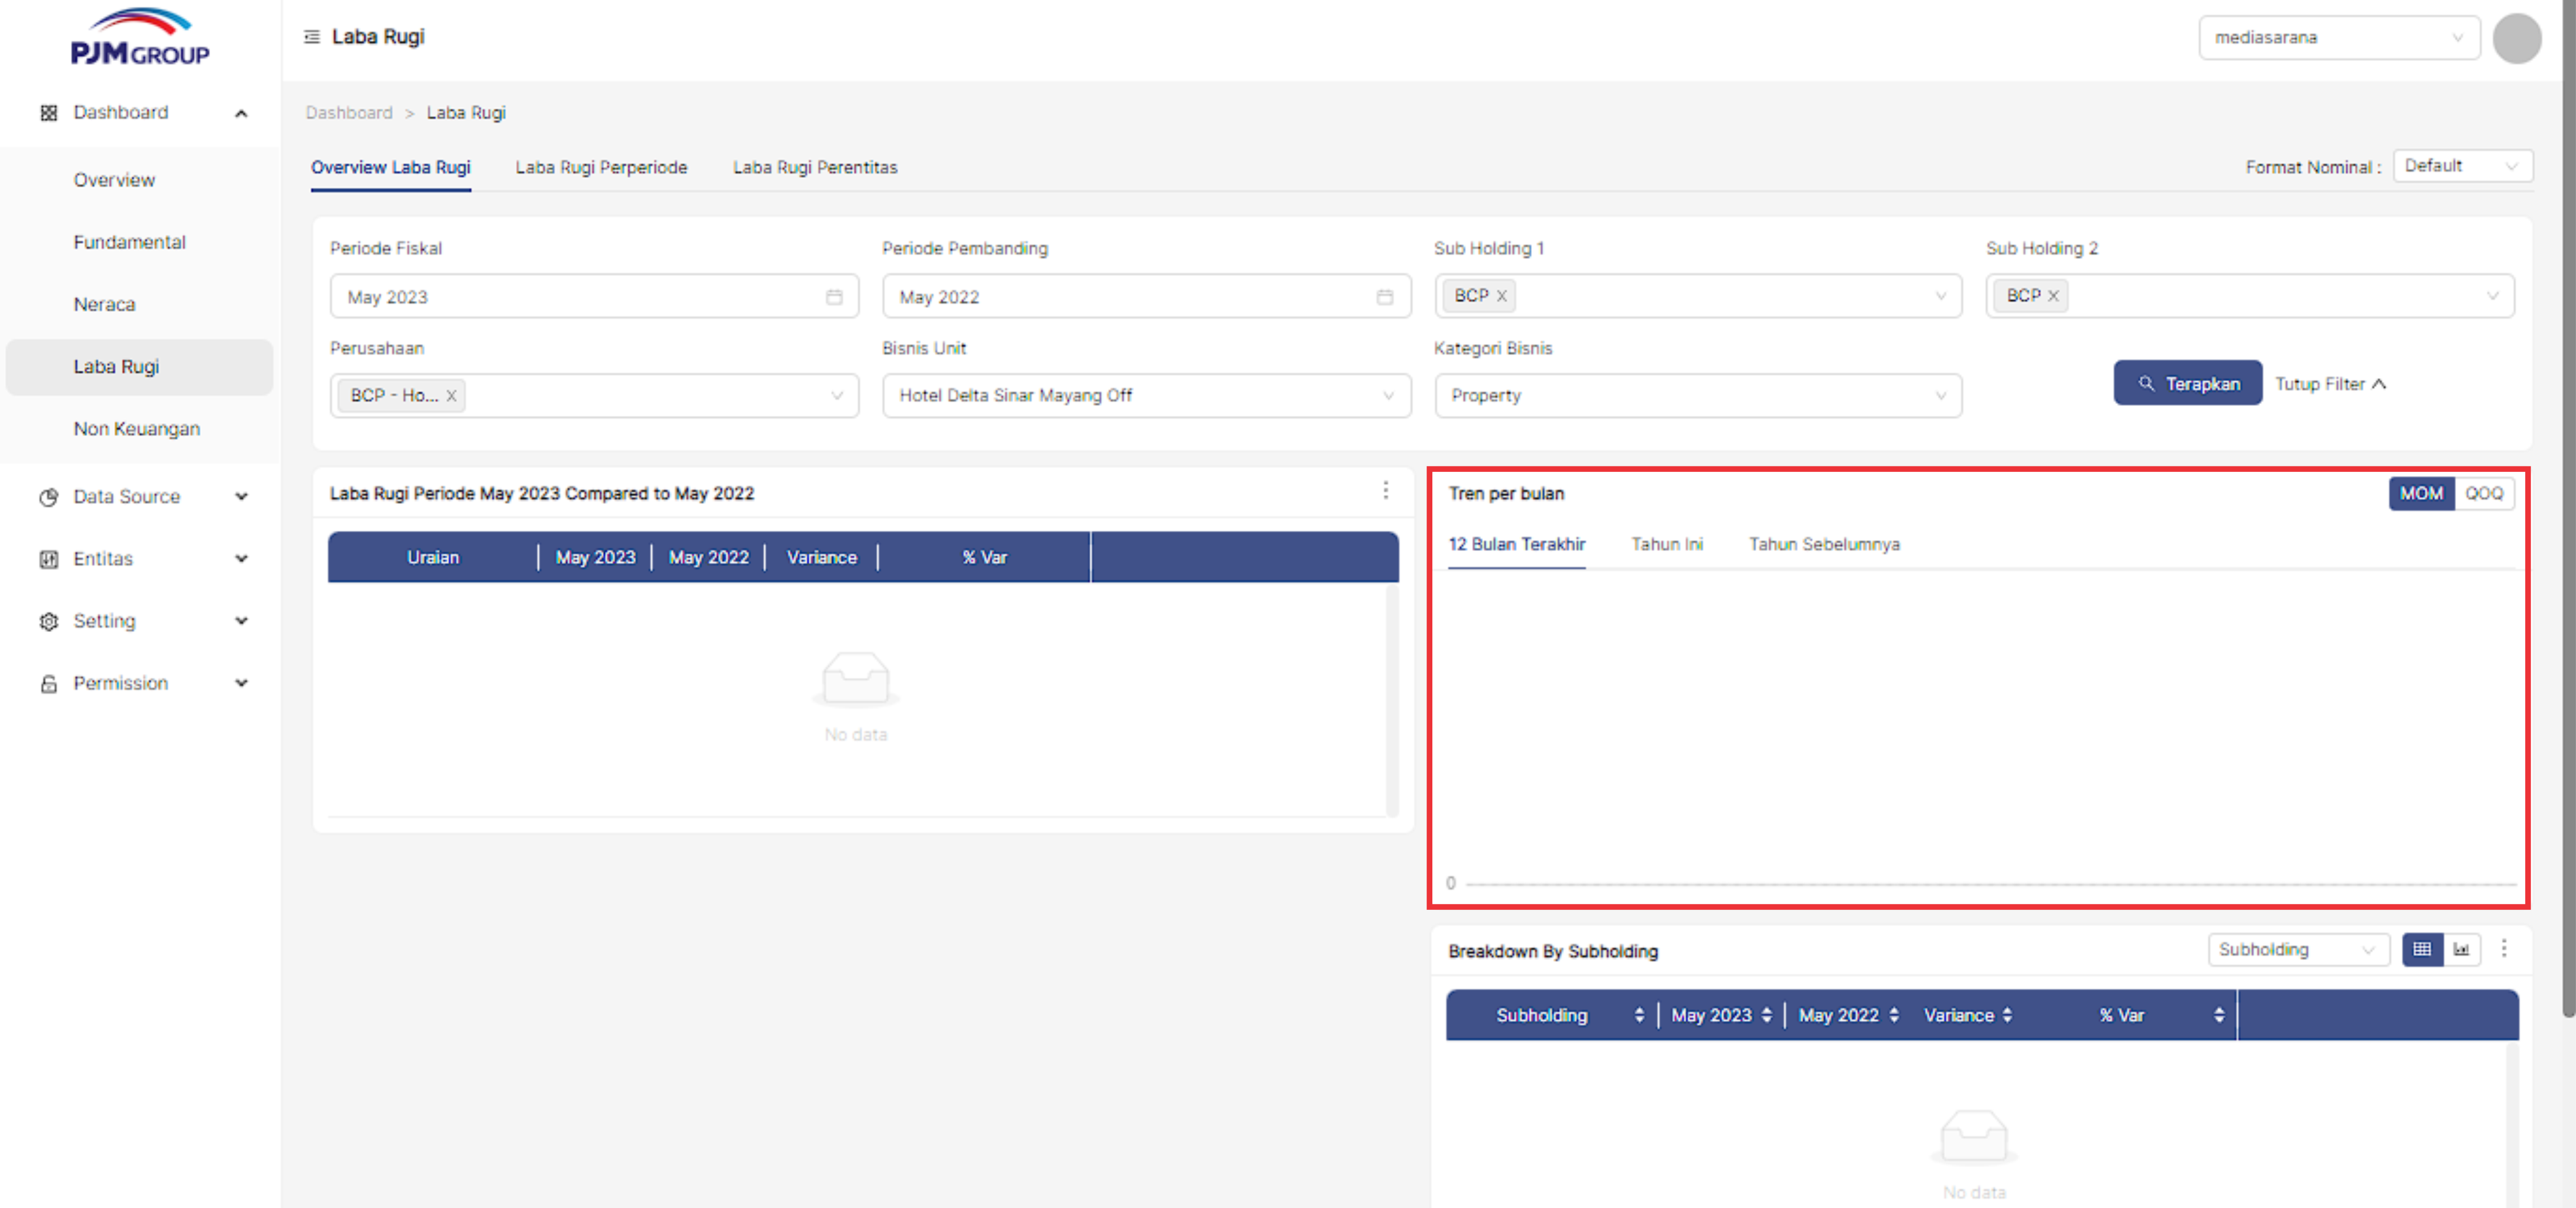 PJM GROUP
Laba Rugi
mediasarana
Dashboard
Overview
Fundamental
Neraca
Laba Rugi
Non Keuangan
Data Source
Entitas
Setting
Permission
Dashboard > Laba Rugi
Overview Laba Rugi Laba Rugi Perperiode Laba Rugi Perentitas
Format Nominal : Default
Periode Fiskal Periode Pembanding Sub Holding 1 Sub Holding 2
May 2023 May 2022 BCP X BCP X
Perusahaan Bisnis Unit Kategori Bisnis
BCP - Ho... X Hotel Delta Sinar Mayang Off Property
Terapkan Tutup Filter
Laba Rugi Periode May 2023 Compared to May 2022
Uraian May 2023 May 2022 Variance % Var
No data
Tren per bulan MOM QOQ
12 Bulan Terakhir Tahun Ini Tahun Sebelumnya
0
Breakdown By Subholding Subholding
Subholding May 2023 May 2022 Variance % Var
No data